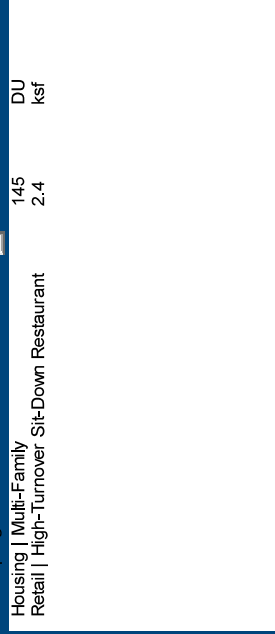 Housing | Multi-Family 145 DU
Retail | High-Turnover Sit-Down Restaurant 2.4 ksf